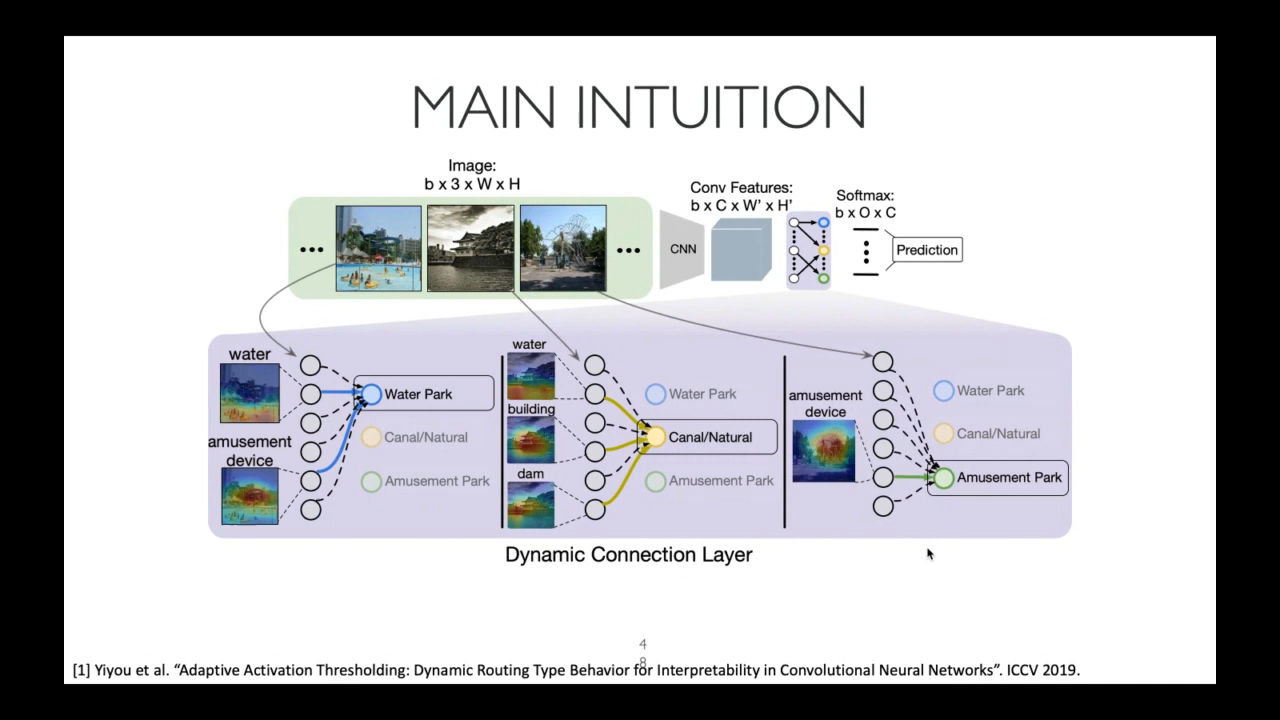 MAIN INTUITION
Image:
b x 3 x W x H
Conv Features:
b x C x W' x H'
Softmax:
b x O x C
CNN
Prediction
water
amusement
device
Water Park
Canal/Natural
Amusement Park
water
building
dam
Water Park
Canal/Natural
Amusement Park
amusement
device
Water Park
Canal/Natural
Amusement Park
Dynamic Connection Layer
4
8
[1] Yiyou et al. “Adaptive Activation Thresholding: Dynamic Routing Type Behavior for Interpretability in Convolutional Neural Networks”. ICCV 2019.